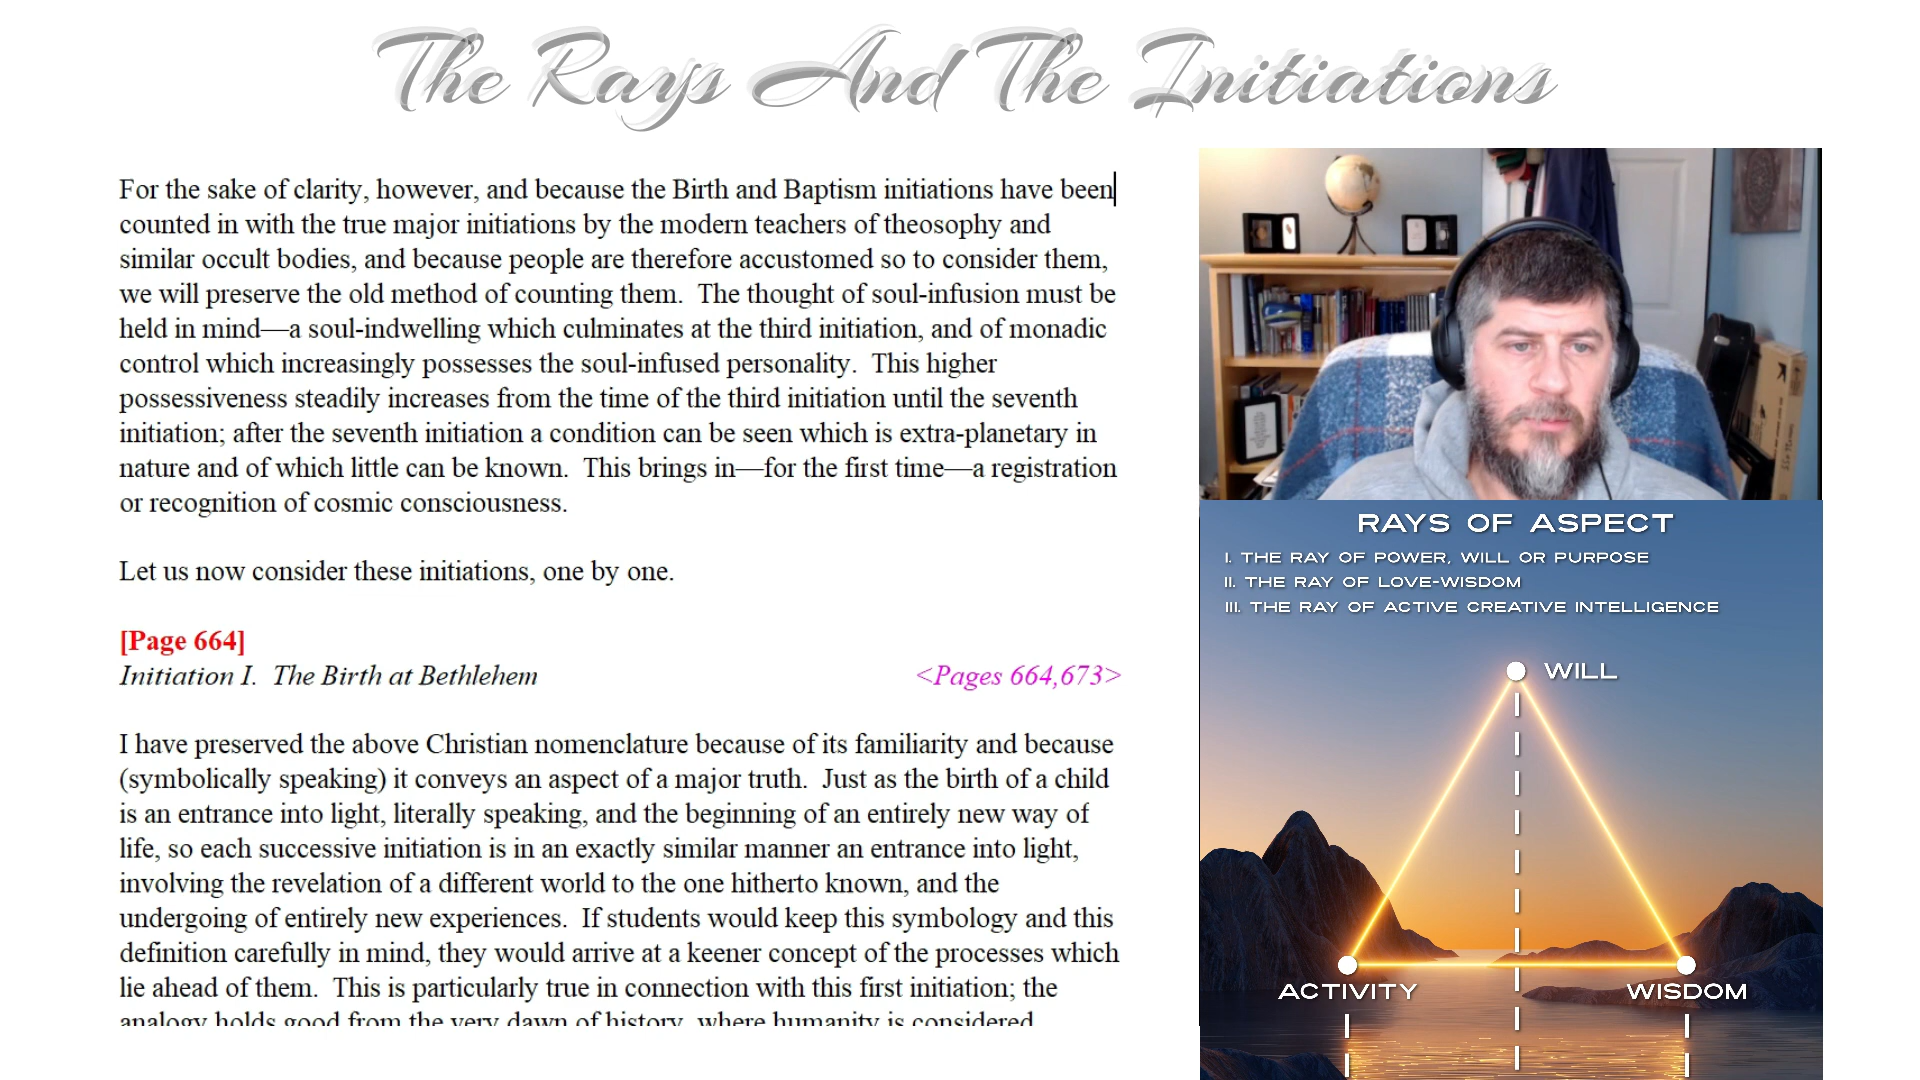 The Rays And The Initiations
For the sake of clarity, however, and because the Birth and Baptism initiations have been
counted in with the true major initiations by the modern teachers of theosophy and
similar occult bodies, and because people are therefore accustomed so to consider them,
we will preserve the old method of counting them.  The thought of soul-infusion must be
held in mind—a soul-indwelling which culminates at the third initiation, and of monadic
control which increasingly possesses the soul-infused personality.  This higher
possessiveness steadily increases from the time of the third initiation until the seventh
initiation; after the seventh initiation a condition can be seen which is extra-planetary in
nature and of which little can be known.  This brings in—for the first time—a registration
or recognition of cosmic consciousness.
Let us now consider these initiations, one by one.
[Page 664]
Initiation I.  The Birth at Bethlehem <Pages 664,673>
I have preserved the above Christian nomenclature because of its familiarity and because
(symbolically speaking) it conveys an aspect of a major truth.  Just as the birth of a child
is an entrance into light, literally speaking, and the beginning of an entirely new way of
life, so each successive initiation is in an exactly similar manner an entrance into light,
involving the revelation of a different world to the one hitherto known, and the
undergoing of entirely new experiences.  If students would keep this symbology and this
definition carefully in mind, they would arrive at a keener concept of the processes which
lie ahead of them.  This is particularly true in connection with this first initiation; the
analogy holds good from the very dawn of history, where humanity is considered
RAYS OF ASPECT
I. THE RAY OF POWER, WILL OR PURPOSE
II. THE RAY OF LOVE-WISDOM
III. THE RAY OF ACTIVE CREATIVE INTELLIGENCE
WILL
ACTIVITY
WISDOM